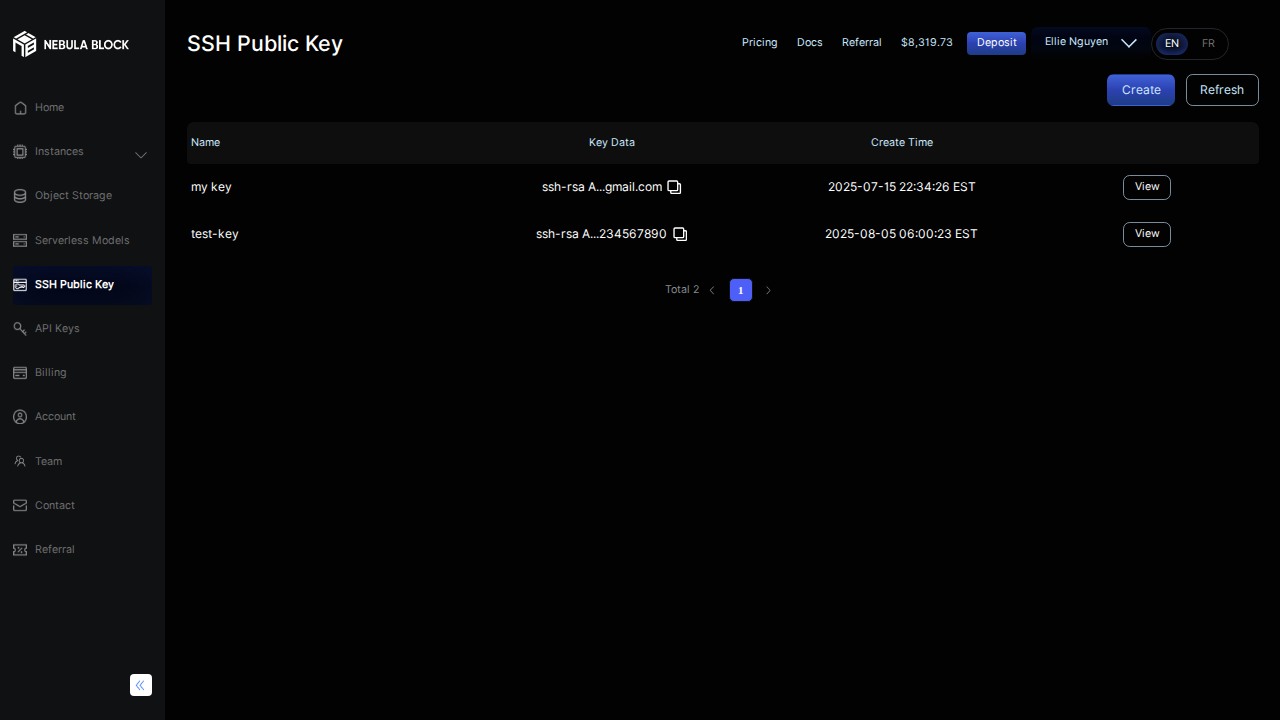 NEBULA BLOCK
SSH Public Key
Pricing Docs Referral $8,319.73 Deposit Ellie Nguyen EN FR
Create Refresh
Home
Instances
Object Storage
Serverless Models
SSH Public Key
API Keys
Billing
Account
Team
Contact
Referral
Name Key Data Create Time
my key ssh-rsa A...gmail.com 2025-07-15 22:34:26 EST View
test-key ssh-rsa A...234567890 2025-08-05 06:00:23 EST View
Total 2 1